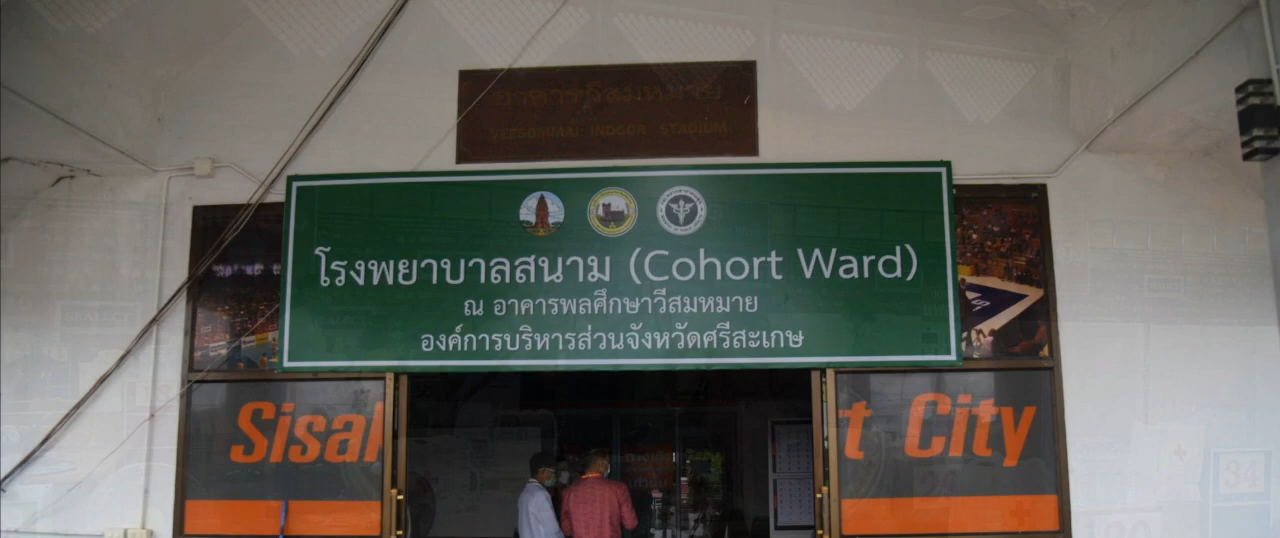 อาคารวีสมหมาย
VEESOMMAI INDOOR STADIUM
โรงพยาบาลสนาม (Cohort Ward)
ณ อาคารพลศึกษาวีสมหมาย
องค์การบริหารส่วนจังหวัดศรีสะเกษ
Sisak
t City